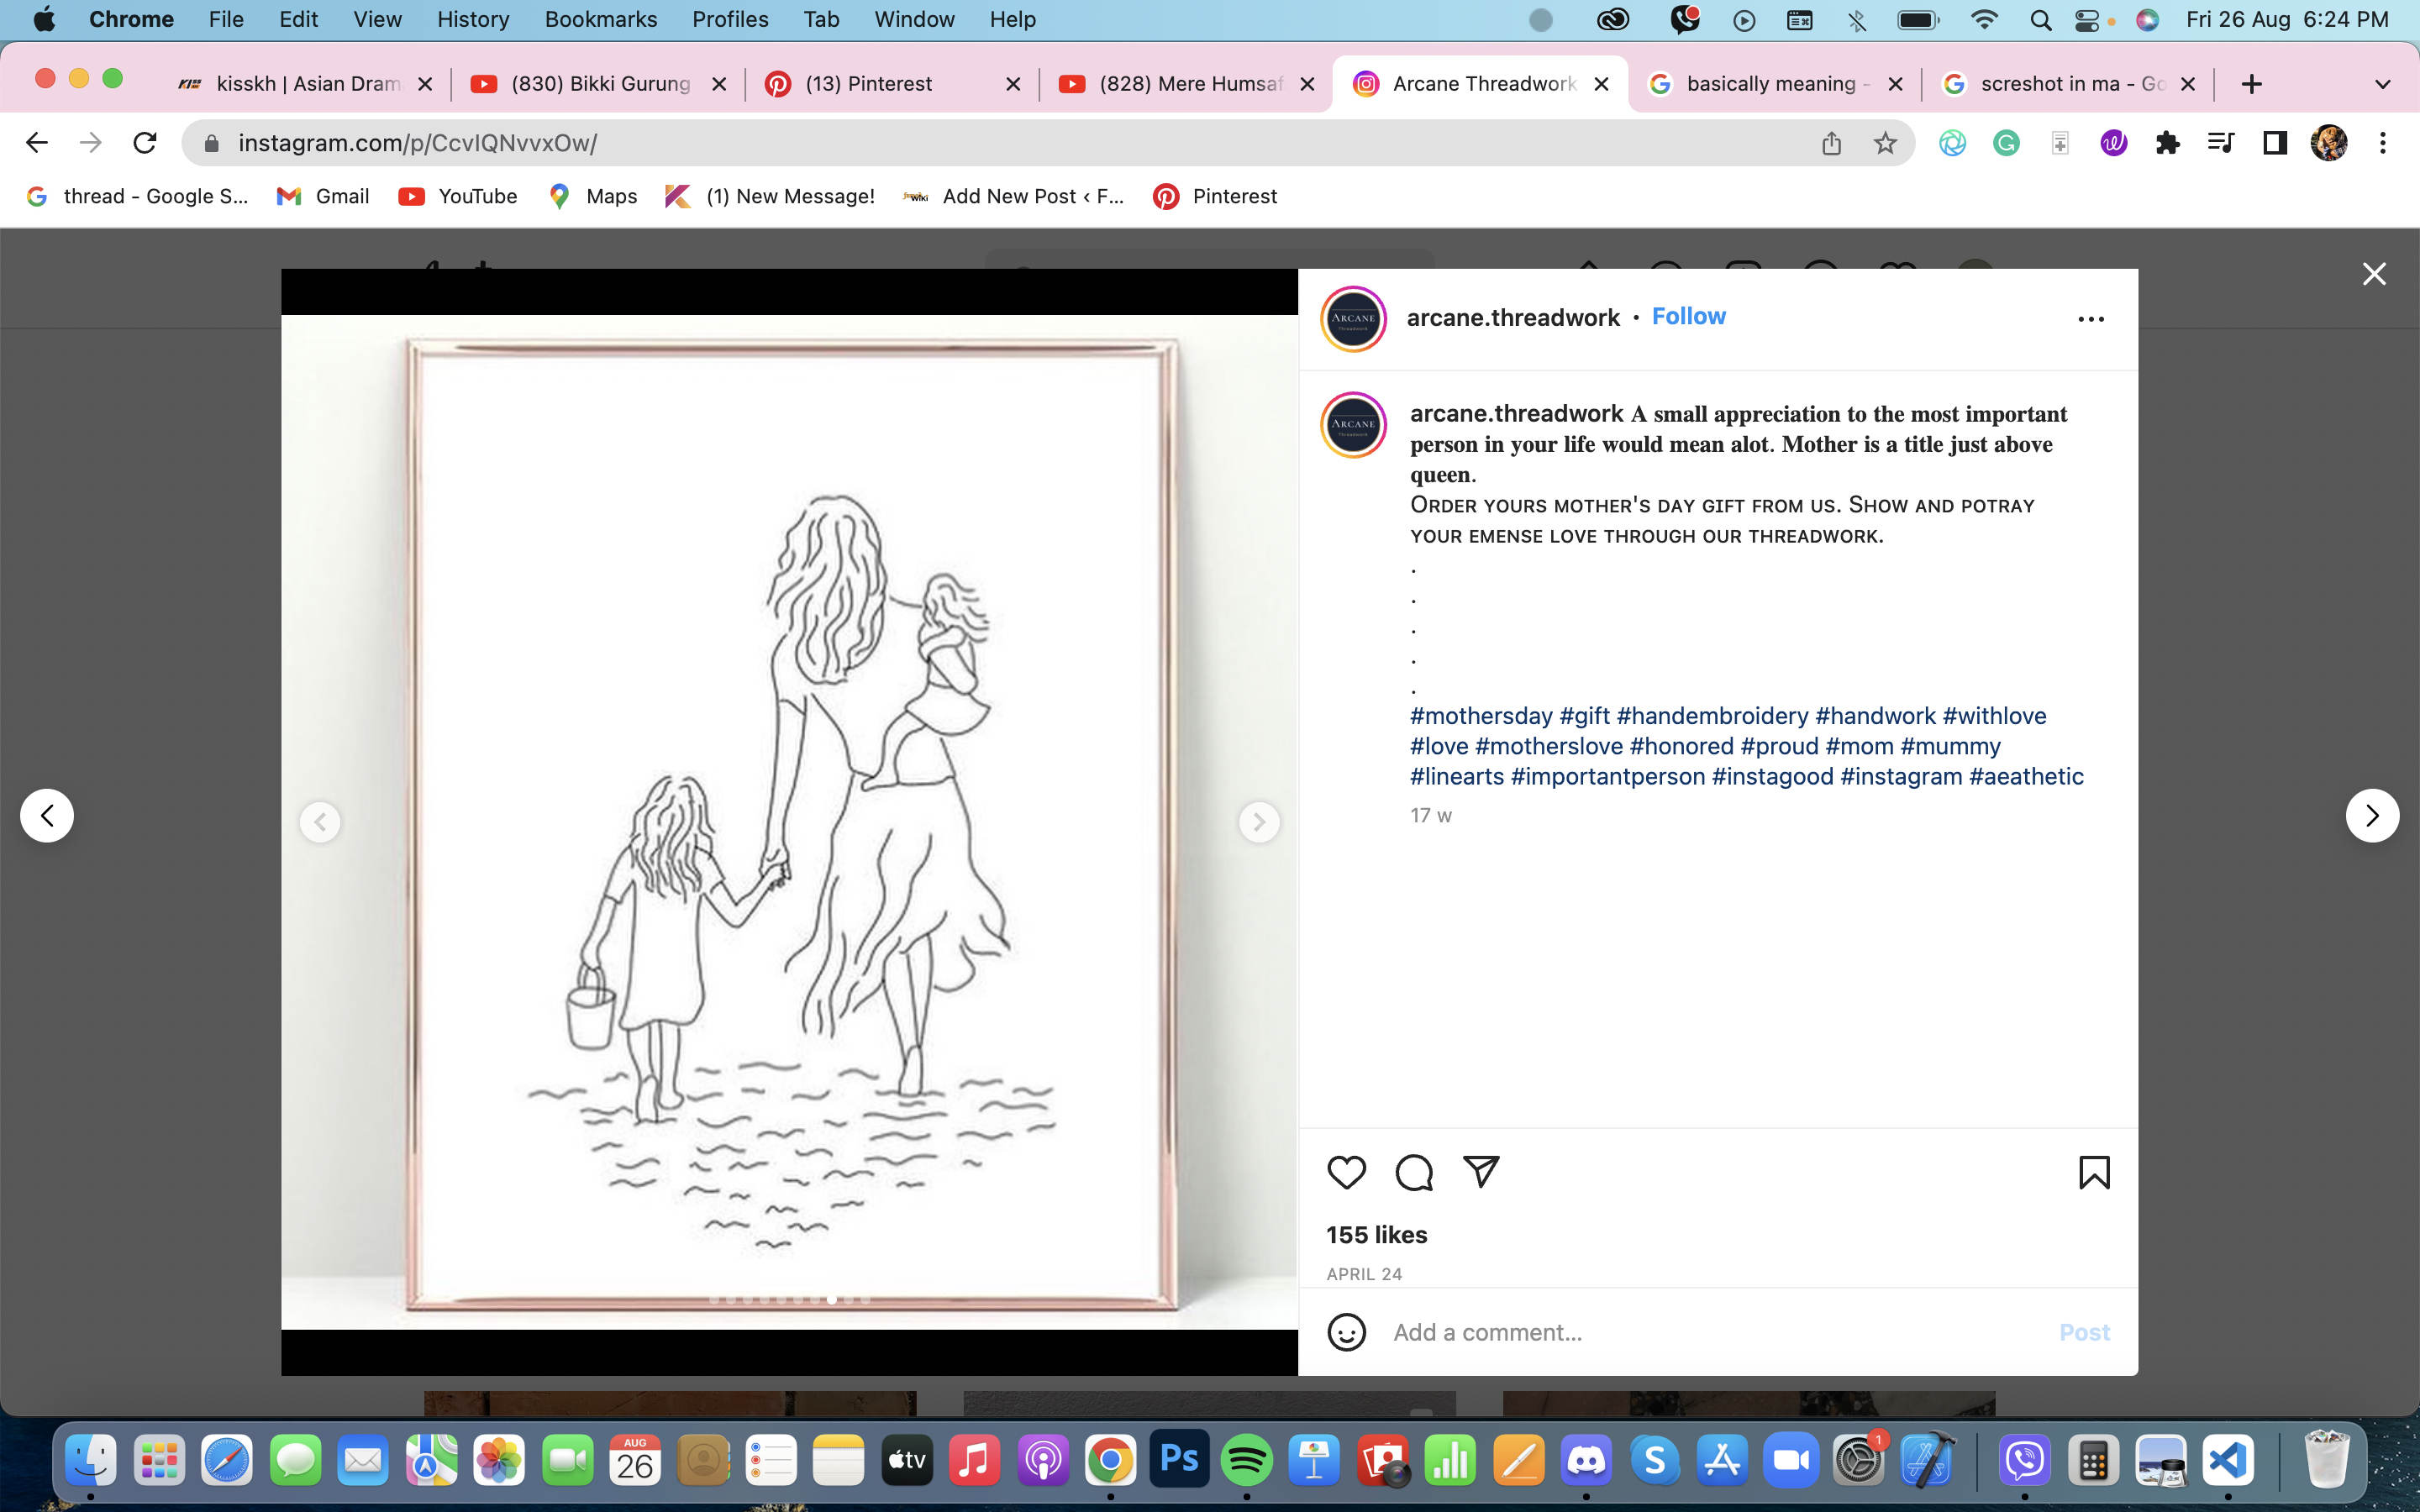 Chrome File Edit View History Bookmarks Profiles Tab Window Help Fri 26 Aug 6:24 PM
kisskh | Asian Dram (830) Bikki Gurung (13) Pinterest (828) Mere Humsaf Arcane Threadwork basically meaning - screshot in ma - Go
instagram.com/p/CcvIQNvvxOw/
thread - Google S... Gmail YouTube Maps (1) New Message! Add New Post ‹ F... Pinterest
ARCANE
arcane.threadwork • Follow
ARCANE
arcane.threadwork A small appreciation to the most important
person in your life would mean alot. Mother is a title just above
queen.
Order yours mother's day gift from us. Show and potray
your emense love through our threadwork.
.
.
.
.
.
#mothersday #gift #handembroidery #handwork #withlove
#love #motherslove #honored #proud #mom #mummy
#linearts #importantperson #instagood #instagram #aeathetic
17 w
155 likes
APRIL 24
Add a comment... Post
AUG
26
tv
Ps
1